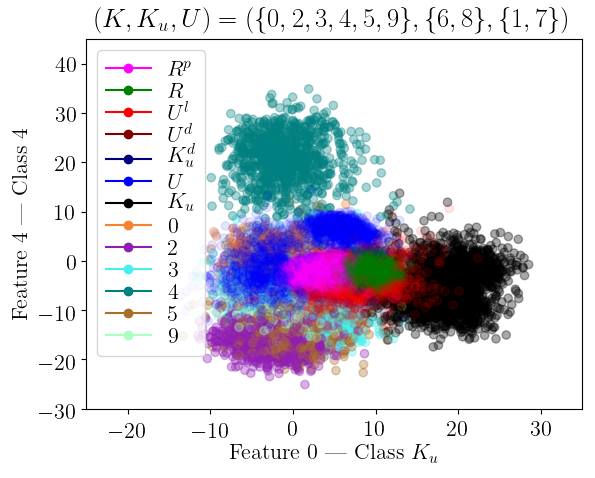 (K, K_u, U) = ({0, 2, 3, 4, 5, 9}, {6, 8}, {1, 7})
Feature 4 — Class 4
40
30
20
10
0
−10
−20
−30
R^p
R
U^l
U^d
K_u^d
U
K_u
0
2
3
4
5
9
−20
−10
0
10
20
30
Feature 0 — Class K_u